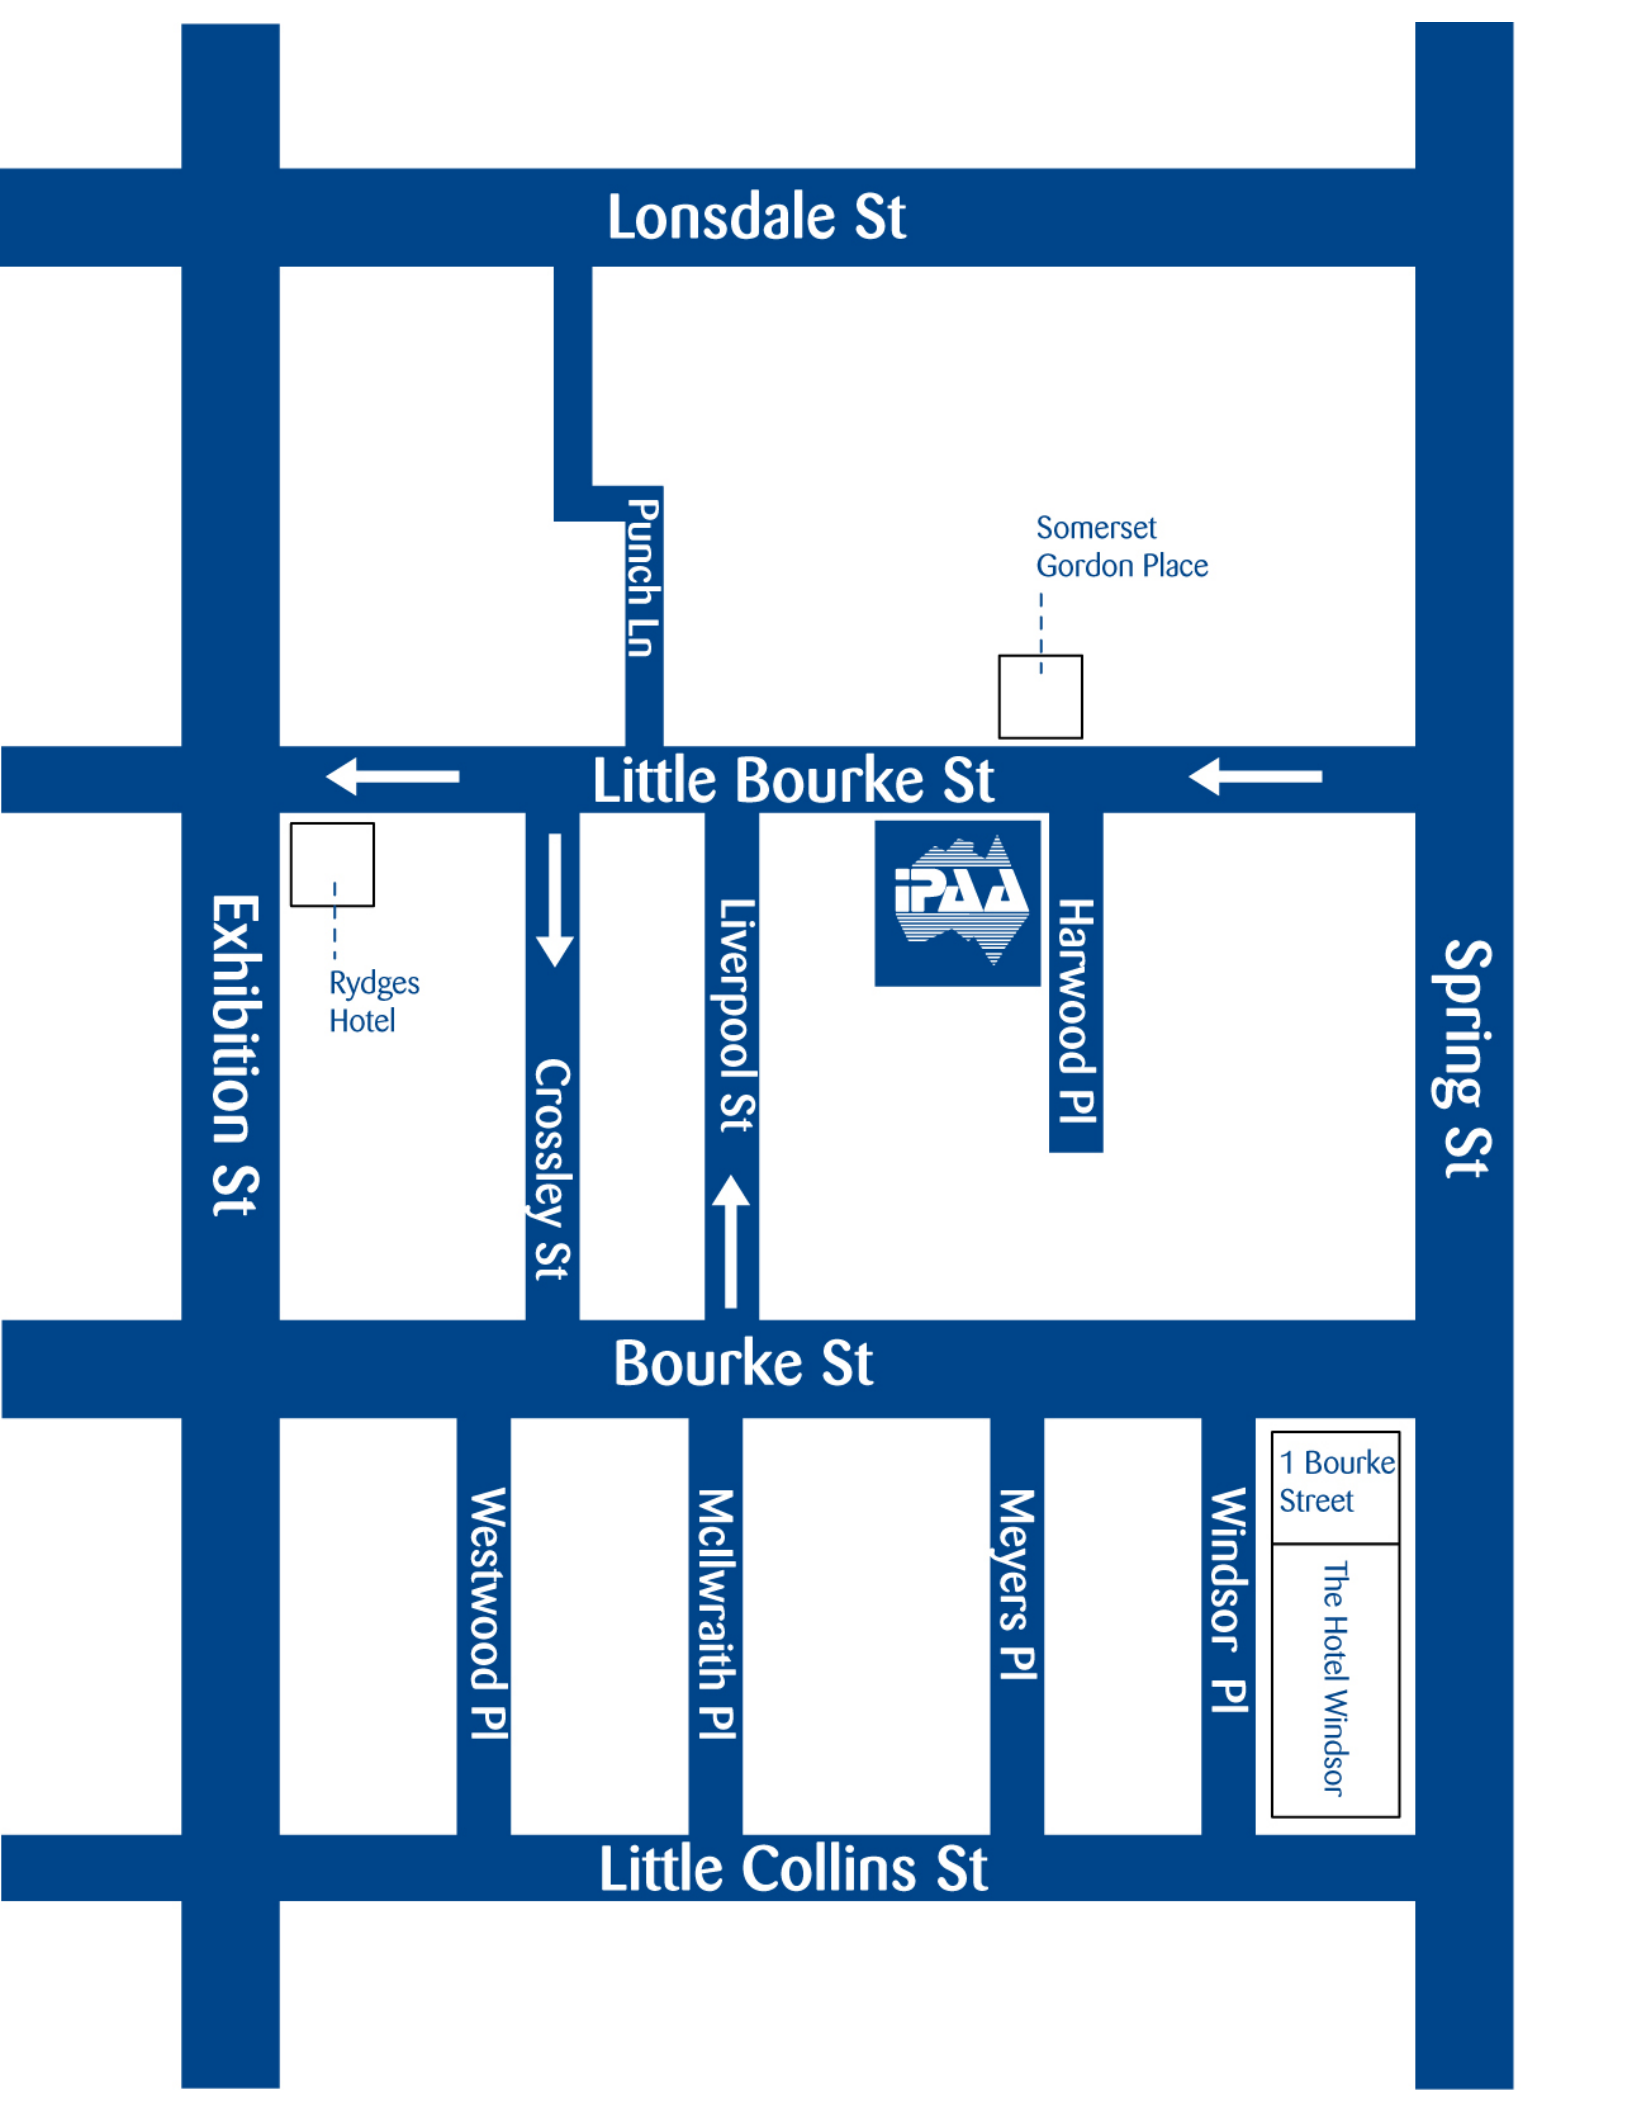 Lonsdale St
Punch Ln
Somerset
Gordon Place
Little Bourke St
iPAA
Rydges
Hotel
Exhibition St
Crossley St
Liverpool St
Harwood Pl
Spring St
Bourke St
Westwood Pl
McIlwraith Pl
Meyers Pl
Windsor Pl
1 Bourke
Street
The Hotel Windsor
Little Collins St